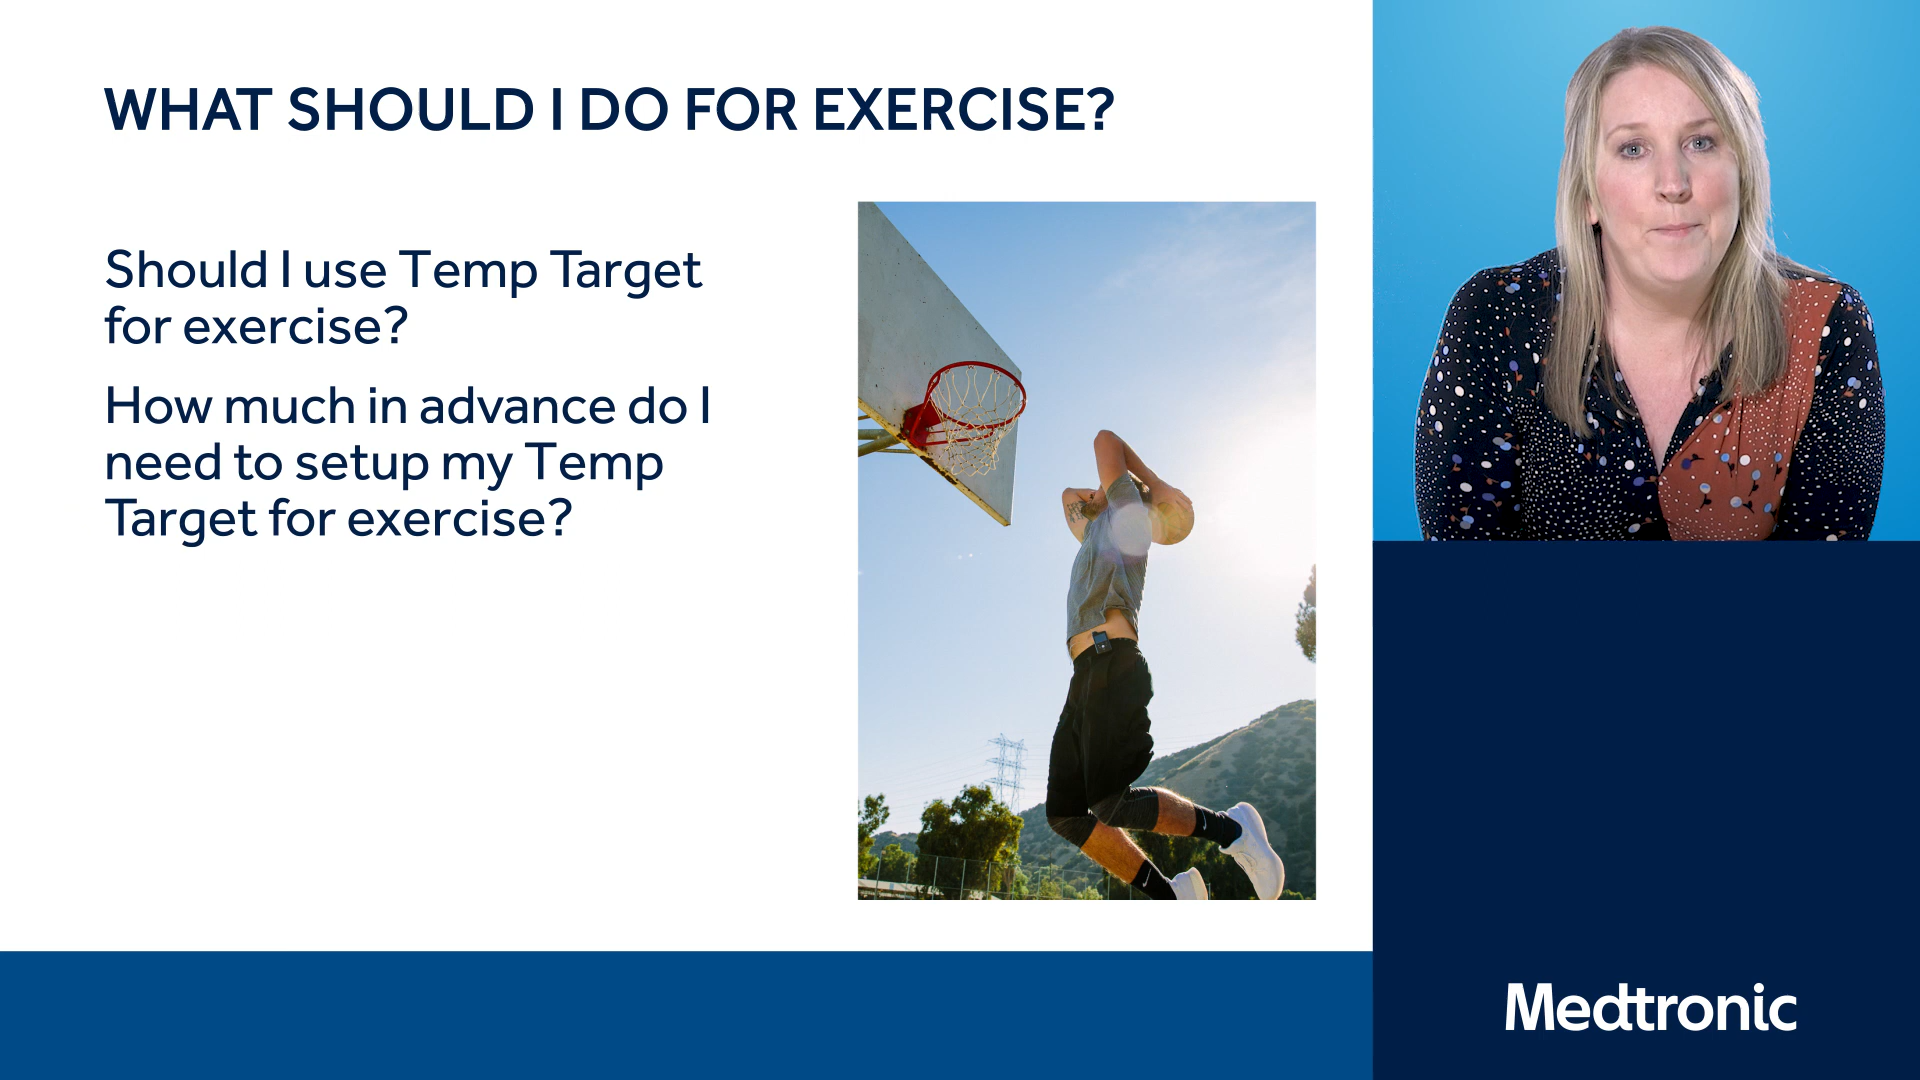 WHAT SHOULD I DO FOR EXERCISE?
Should I use Temp Target
for exercise?
How much in advance do I
need to setup my Temp
Target for exercise?
Medtronic